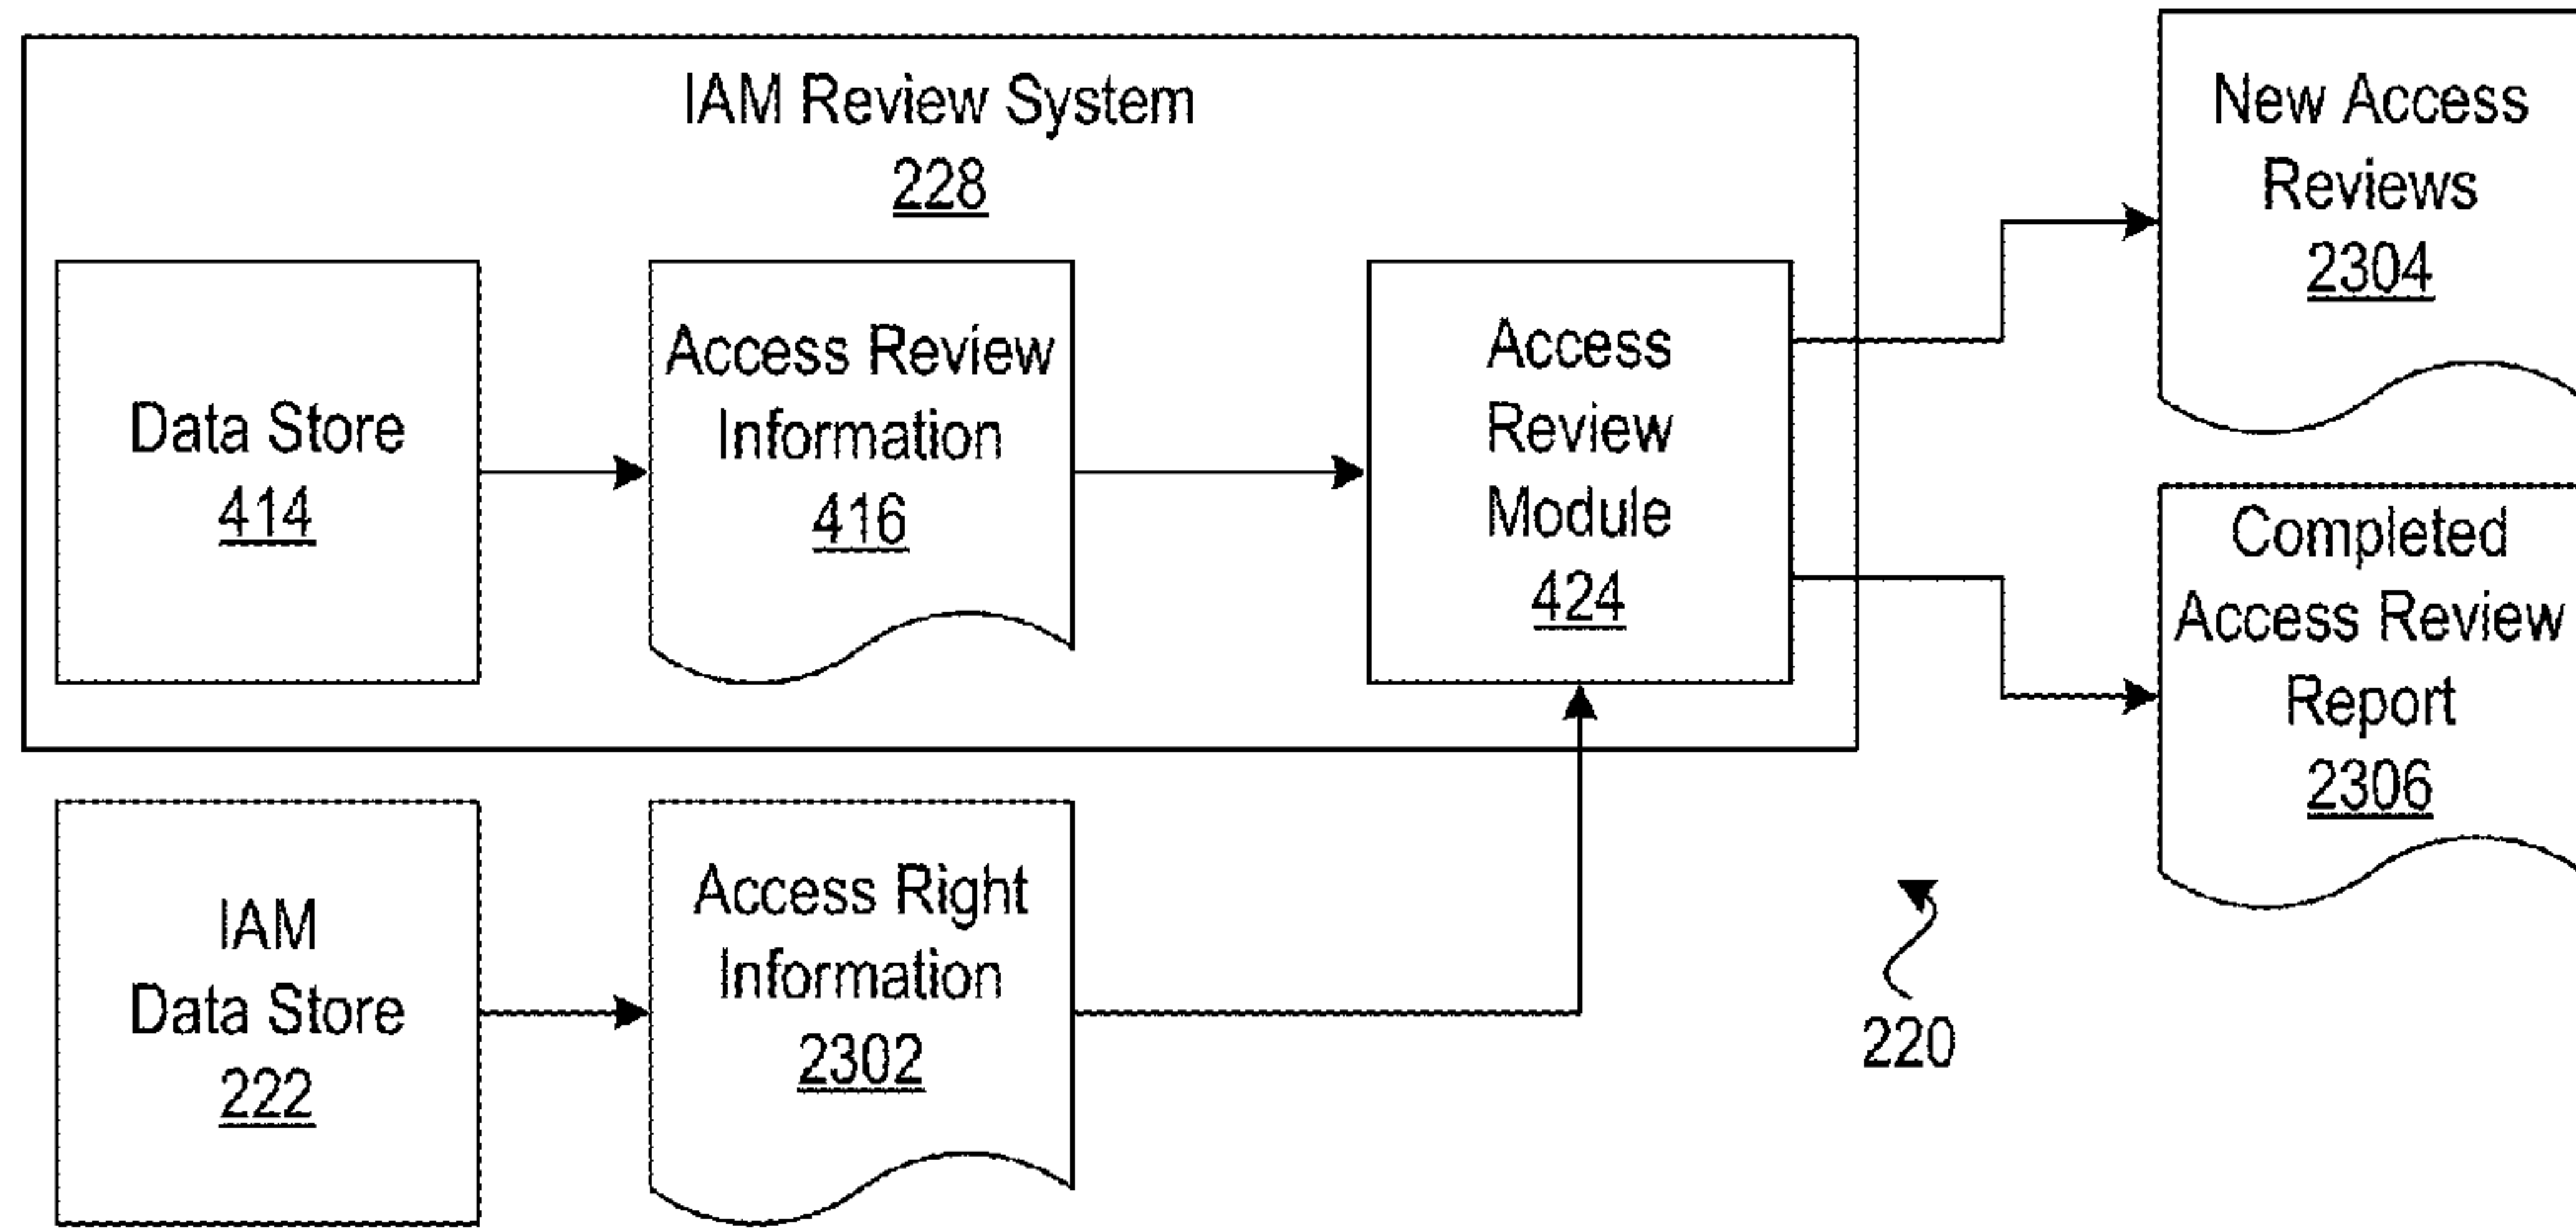 IAM Review System
228
Data Store
414
Access Review
Information
416
Access
Review
Module
424
New Access
Reviews
2304
Completed
Access Review
Report
2306
IAM
Data Store
222
Access Right
Information
2302
220